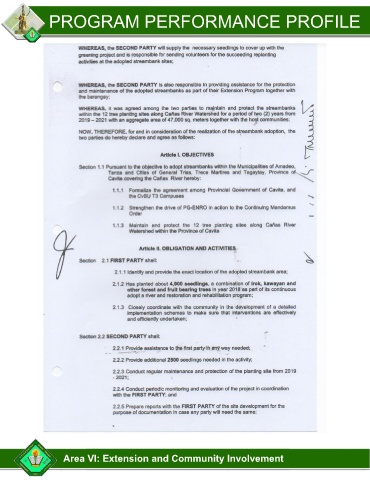 PROGRAM PERFORMANCE PROFILE
WHEREAS, the SECOND PARTY will supply the necessary seedlings to cover up with the
greening project and is responsible for sending volunteers for the succeeding replanting
activities at the adopted streambank sites;
WHEREAS, the SECOND PARTY is also responsible in providing assistance for the protection
and maintenance of the adopted streambanks as part of their Extension Program together with
the barangay;
WHEREAS, it was agreed among the two parties to maintain and protect the streambanks
within the 12 tree planting sites along Cañas River Watershed for a period of two (2) years from
2019 – 2021 with an aggregate area of 47,000 sq. meters together with the host communities;
NOW, THEREFORE, for and in consideration of the realization of the streambank adoption, the
two parties do hereby declare and agree as follows:
Article I. OBJECTIVES
Section 1.1 Pursuant to the objective to adopt streambanks within the Municipalities of Amadeo,
Tanza and Cities of General Trias, Trece Martires and Tagaytay, Province of
Cavite covering the Cañas River hereby:
1.1.1 Formalize the agreement among Provincial Government of Cavite, and
the CvSU T3 Campuses
1.1.2 Strengthen the drive of PG-ENRO in action to the Continuing Mandamus
Order
1.1.3 Maintain and protect the 12 tree planting sites along Cañas River
Watershed within the Province of Cavite
Article II. OBLIGATION AND ACTIVITIES
Section 2.1 FIRST PARTY shall:
2.1.1 Identify and provide the exact location of the adopted streambank area;
2.1.2 Has planted about 4,900 seedlings, a combination of Irok, kawayan and
other forest and fruit bearing trees in year 2018 as part of its continuous
adopt a river and restoration and rehabilitation program;
2.1.3 Closely coordinate with the community in the development of a detailed
implementation schemes to make sure that interventions are effectively
and efficiently undertaken;
Section 2.2 SECOND PARTY shall:
2.2.1 Provide assistance to the first party in any way needed;
2.2.2 Provide additional 2500 seedlings needed in the activity;
2.2.3 Conduct regular maintenance and protection of the planting site from 2019
- 2021;
2.2.4 Conduct periodic monitoring and evaluation of the project in coordination
with the FIRST PARTY; and
2.2.5 Prepare reports with the FIRST PARTY of the site development for the
purpose of documentation in case any party will need the same;
Area VI: Extension and Community Involvement